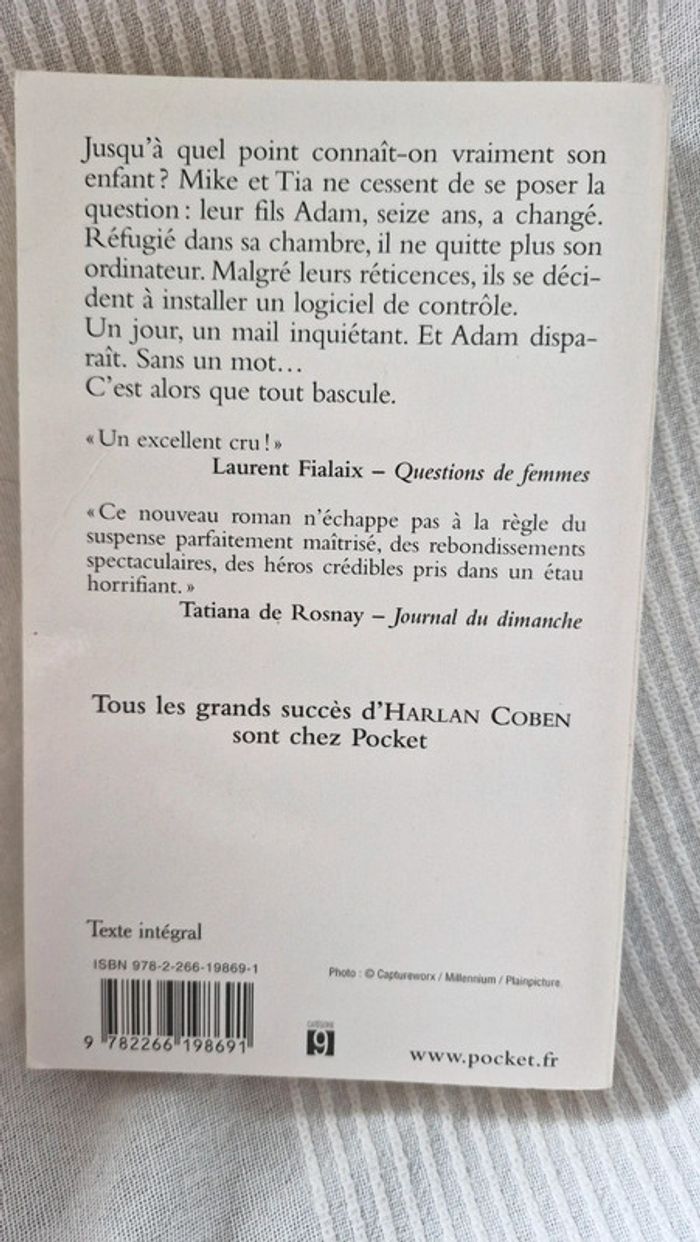 Jusqu'à quel point connaît-on vraiment son
enfant ? Mike et Tia ne cessent de se poser la
question : leur fils Adam, seize ans, a changé.
Réfugié dans sa chambre, il ne quitte plus son
ordinateur. Malgré leurs réticences, ils se déci-
dent à installer un logiciel de contrôle.
Un jour, un mail inquiétant. Et Adam dispa-
raît. Sans un mot...
C'est alors que tout bascule.
« Un excellent cru ! »
Laurent Fialaix – Questions de femmes
« Ce nouveau roman n'échappe pas à la règle du
suspense parfaitement maîtrisé, des rebondissements
spectaculaires, des héros crédibles pris dans un étau
horrifiant. »
Tatiana de Rosnay – Journal du dimanche
Tous les grands succès d'HARLAN COBEN
sont chez Pocket
Texte intégral
ISBN 978-2-266-19869-1
Photo : © Captureworx / Millennium / Plainpicture.
9 782266 198691
CATÉGORIE
9
www.pocket.fr